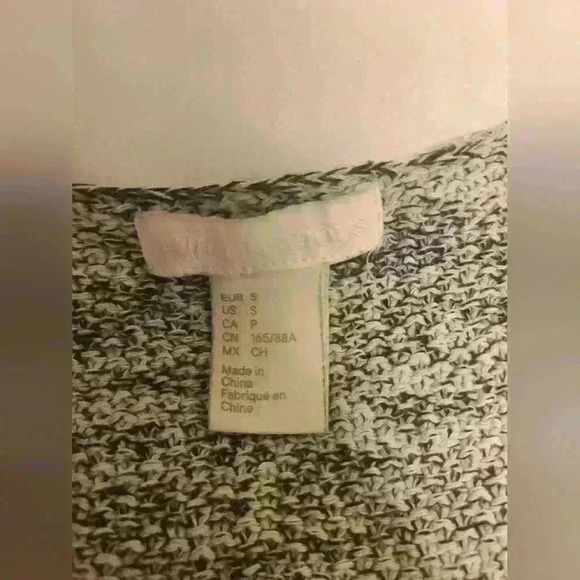 EUR S
US S
CA P
CN 165/88A
MX CH
Made in
China
Fabriqué en
Chine